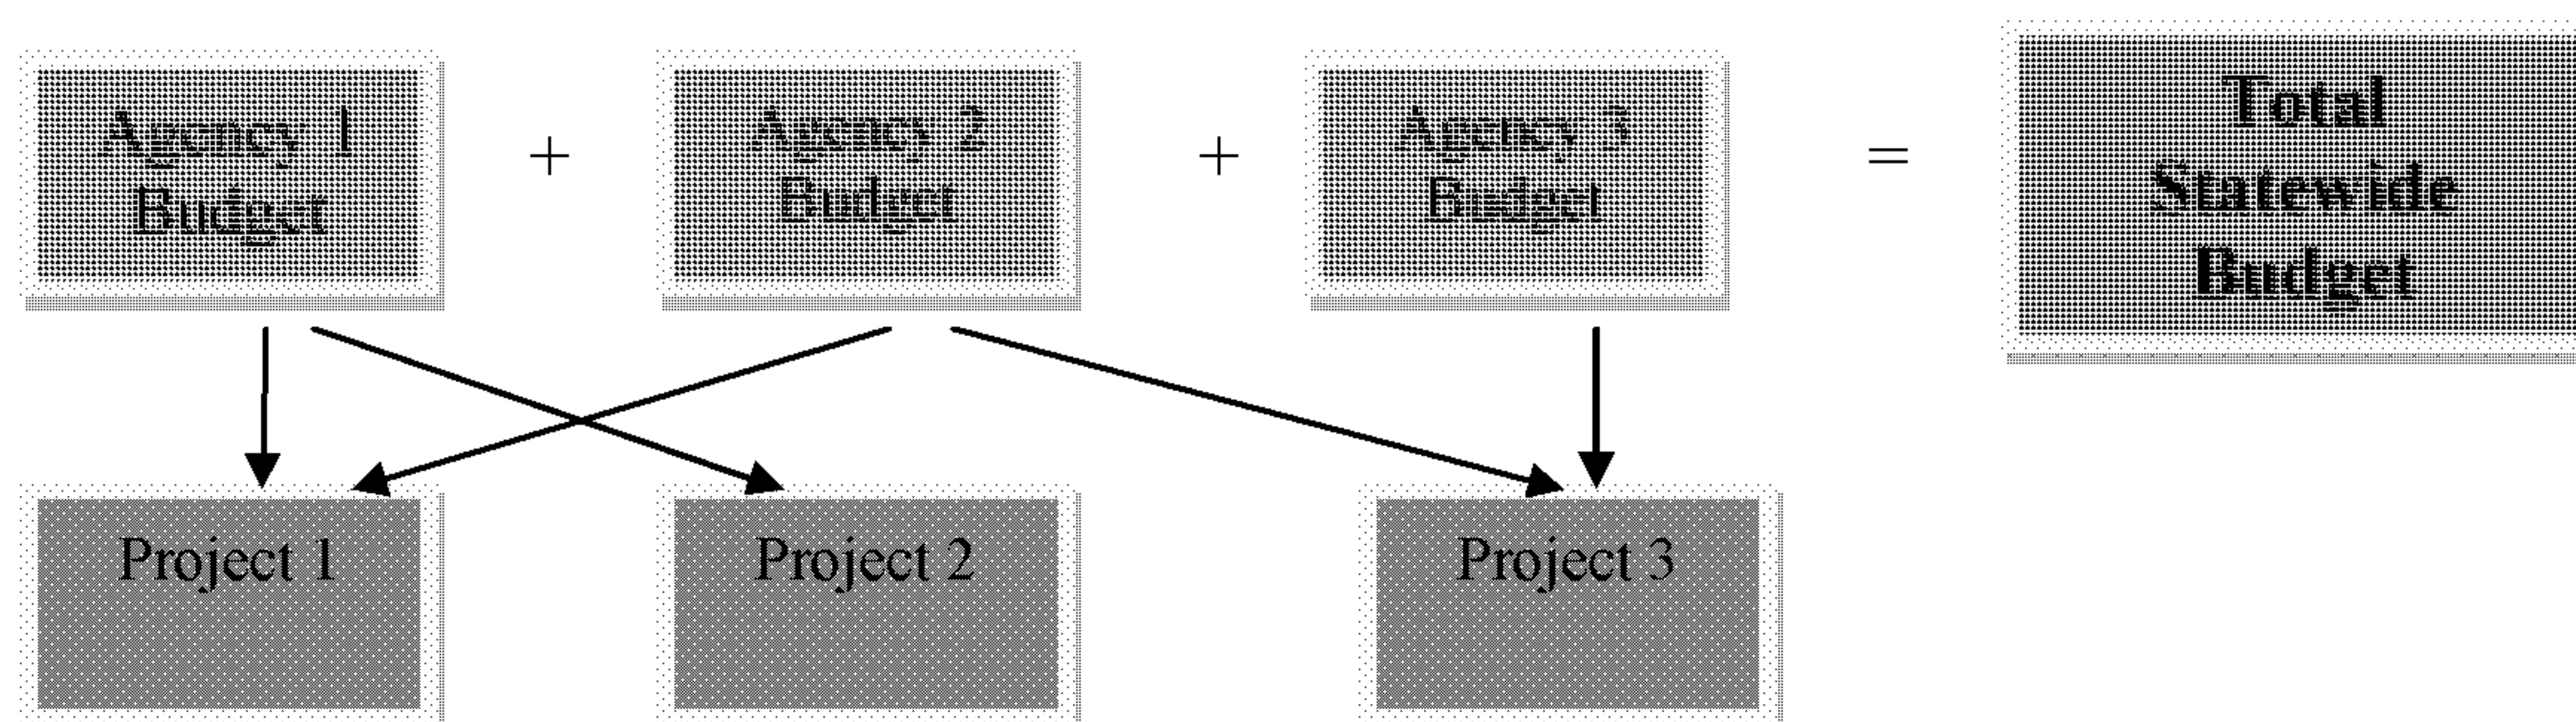 Agency 1
Budget
+
Agency 2
Budget
+
Agency 3
Budget
=
Total
Statewide
Budget
Project 1
Project 2
Project 3